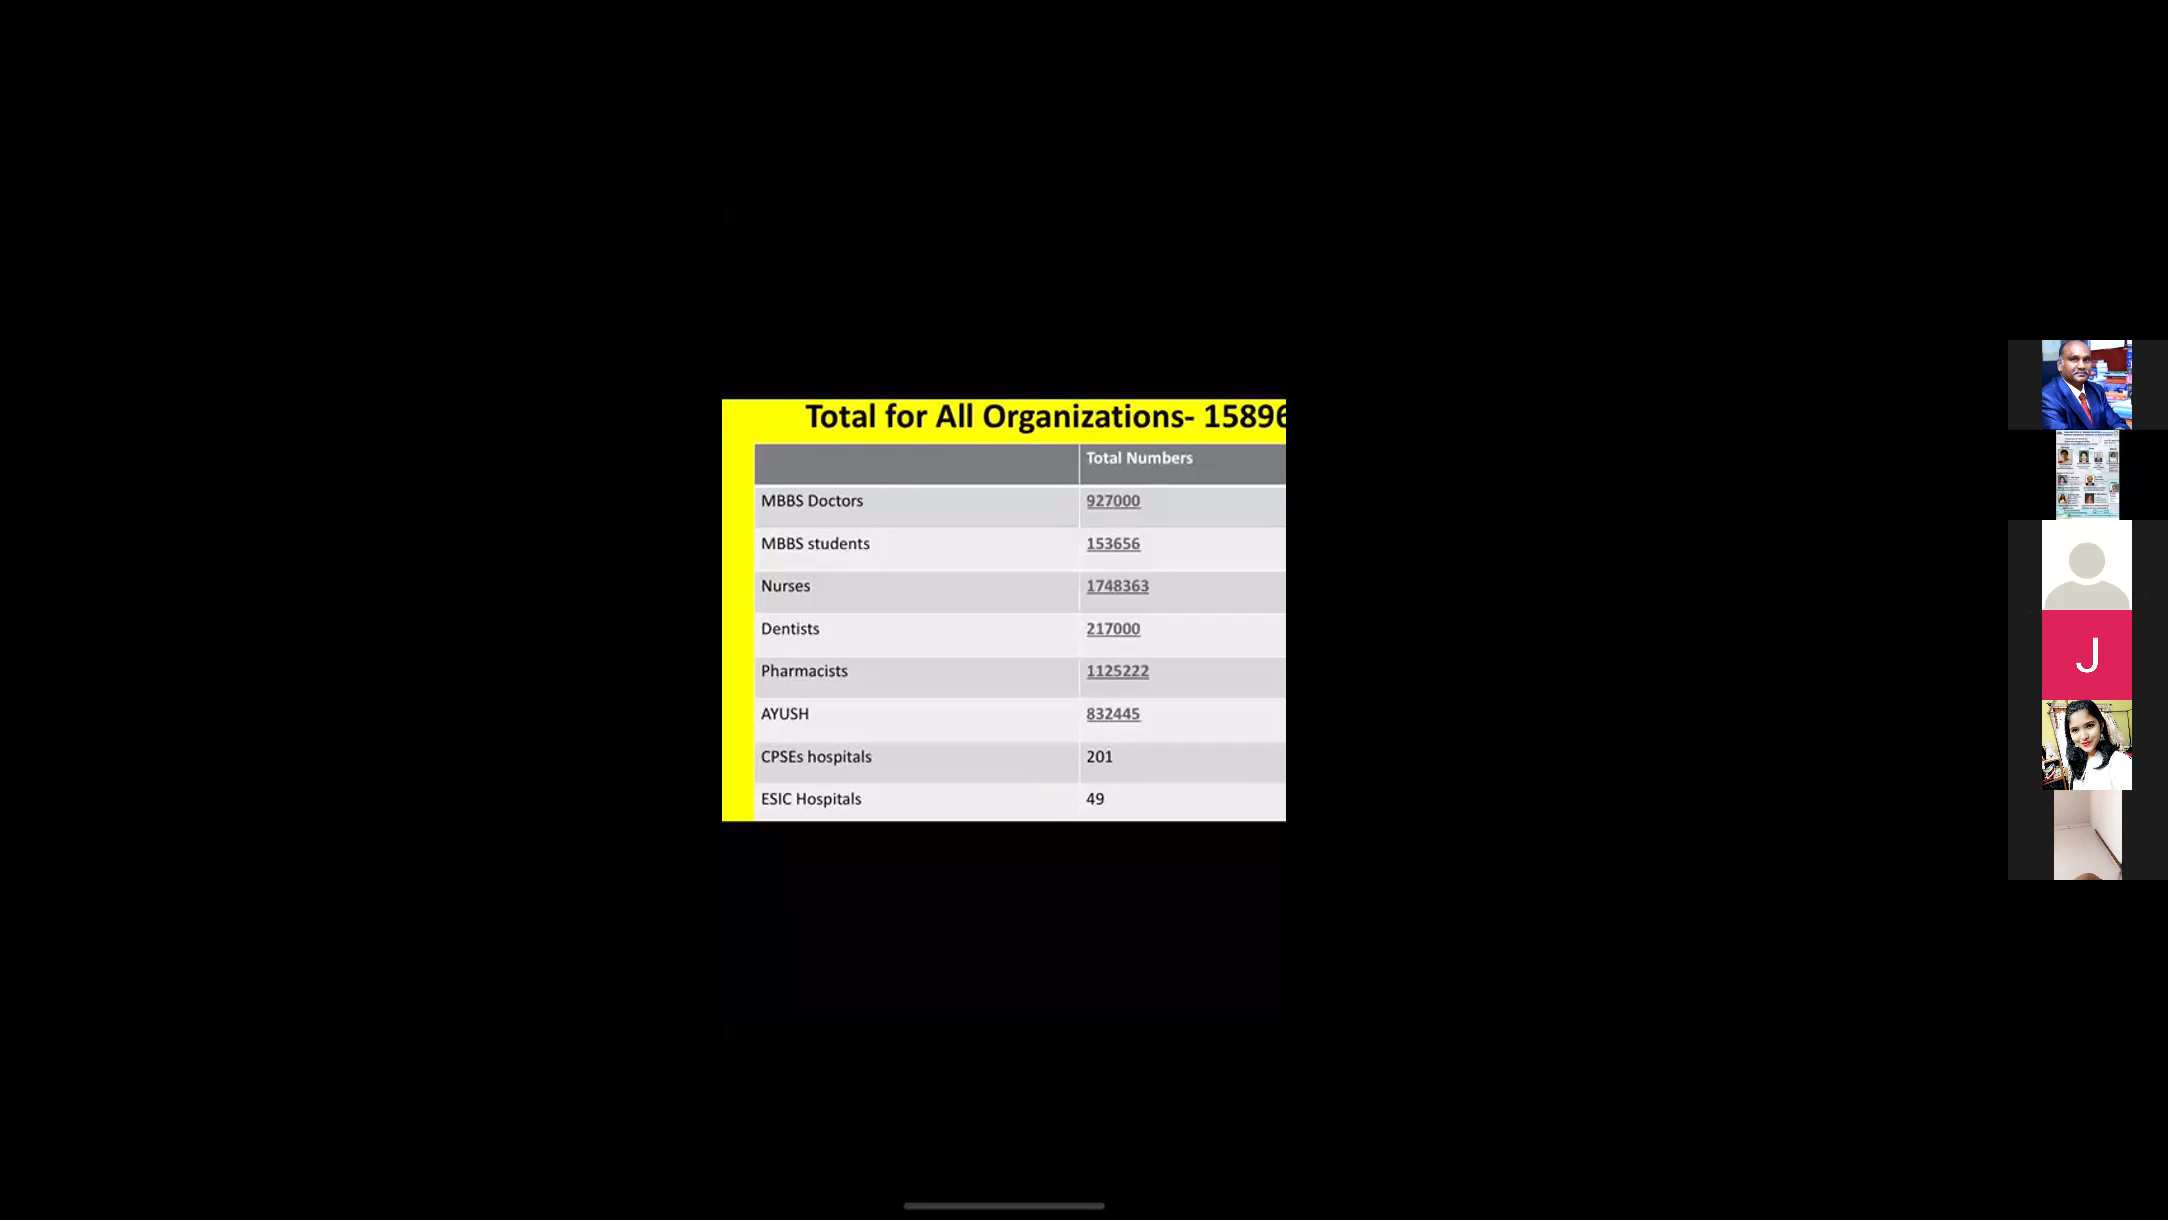 Total for All Organizations- 15896
Total Numbers
MBBS Doctors 927000
MBBS students 153656
Nurses 1748363
Dentists 217000
Pharmacists 1125222
AYUSH 832445
CPSEs hospitals 201
ESIC Hospitals 49
J